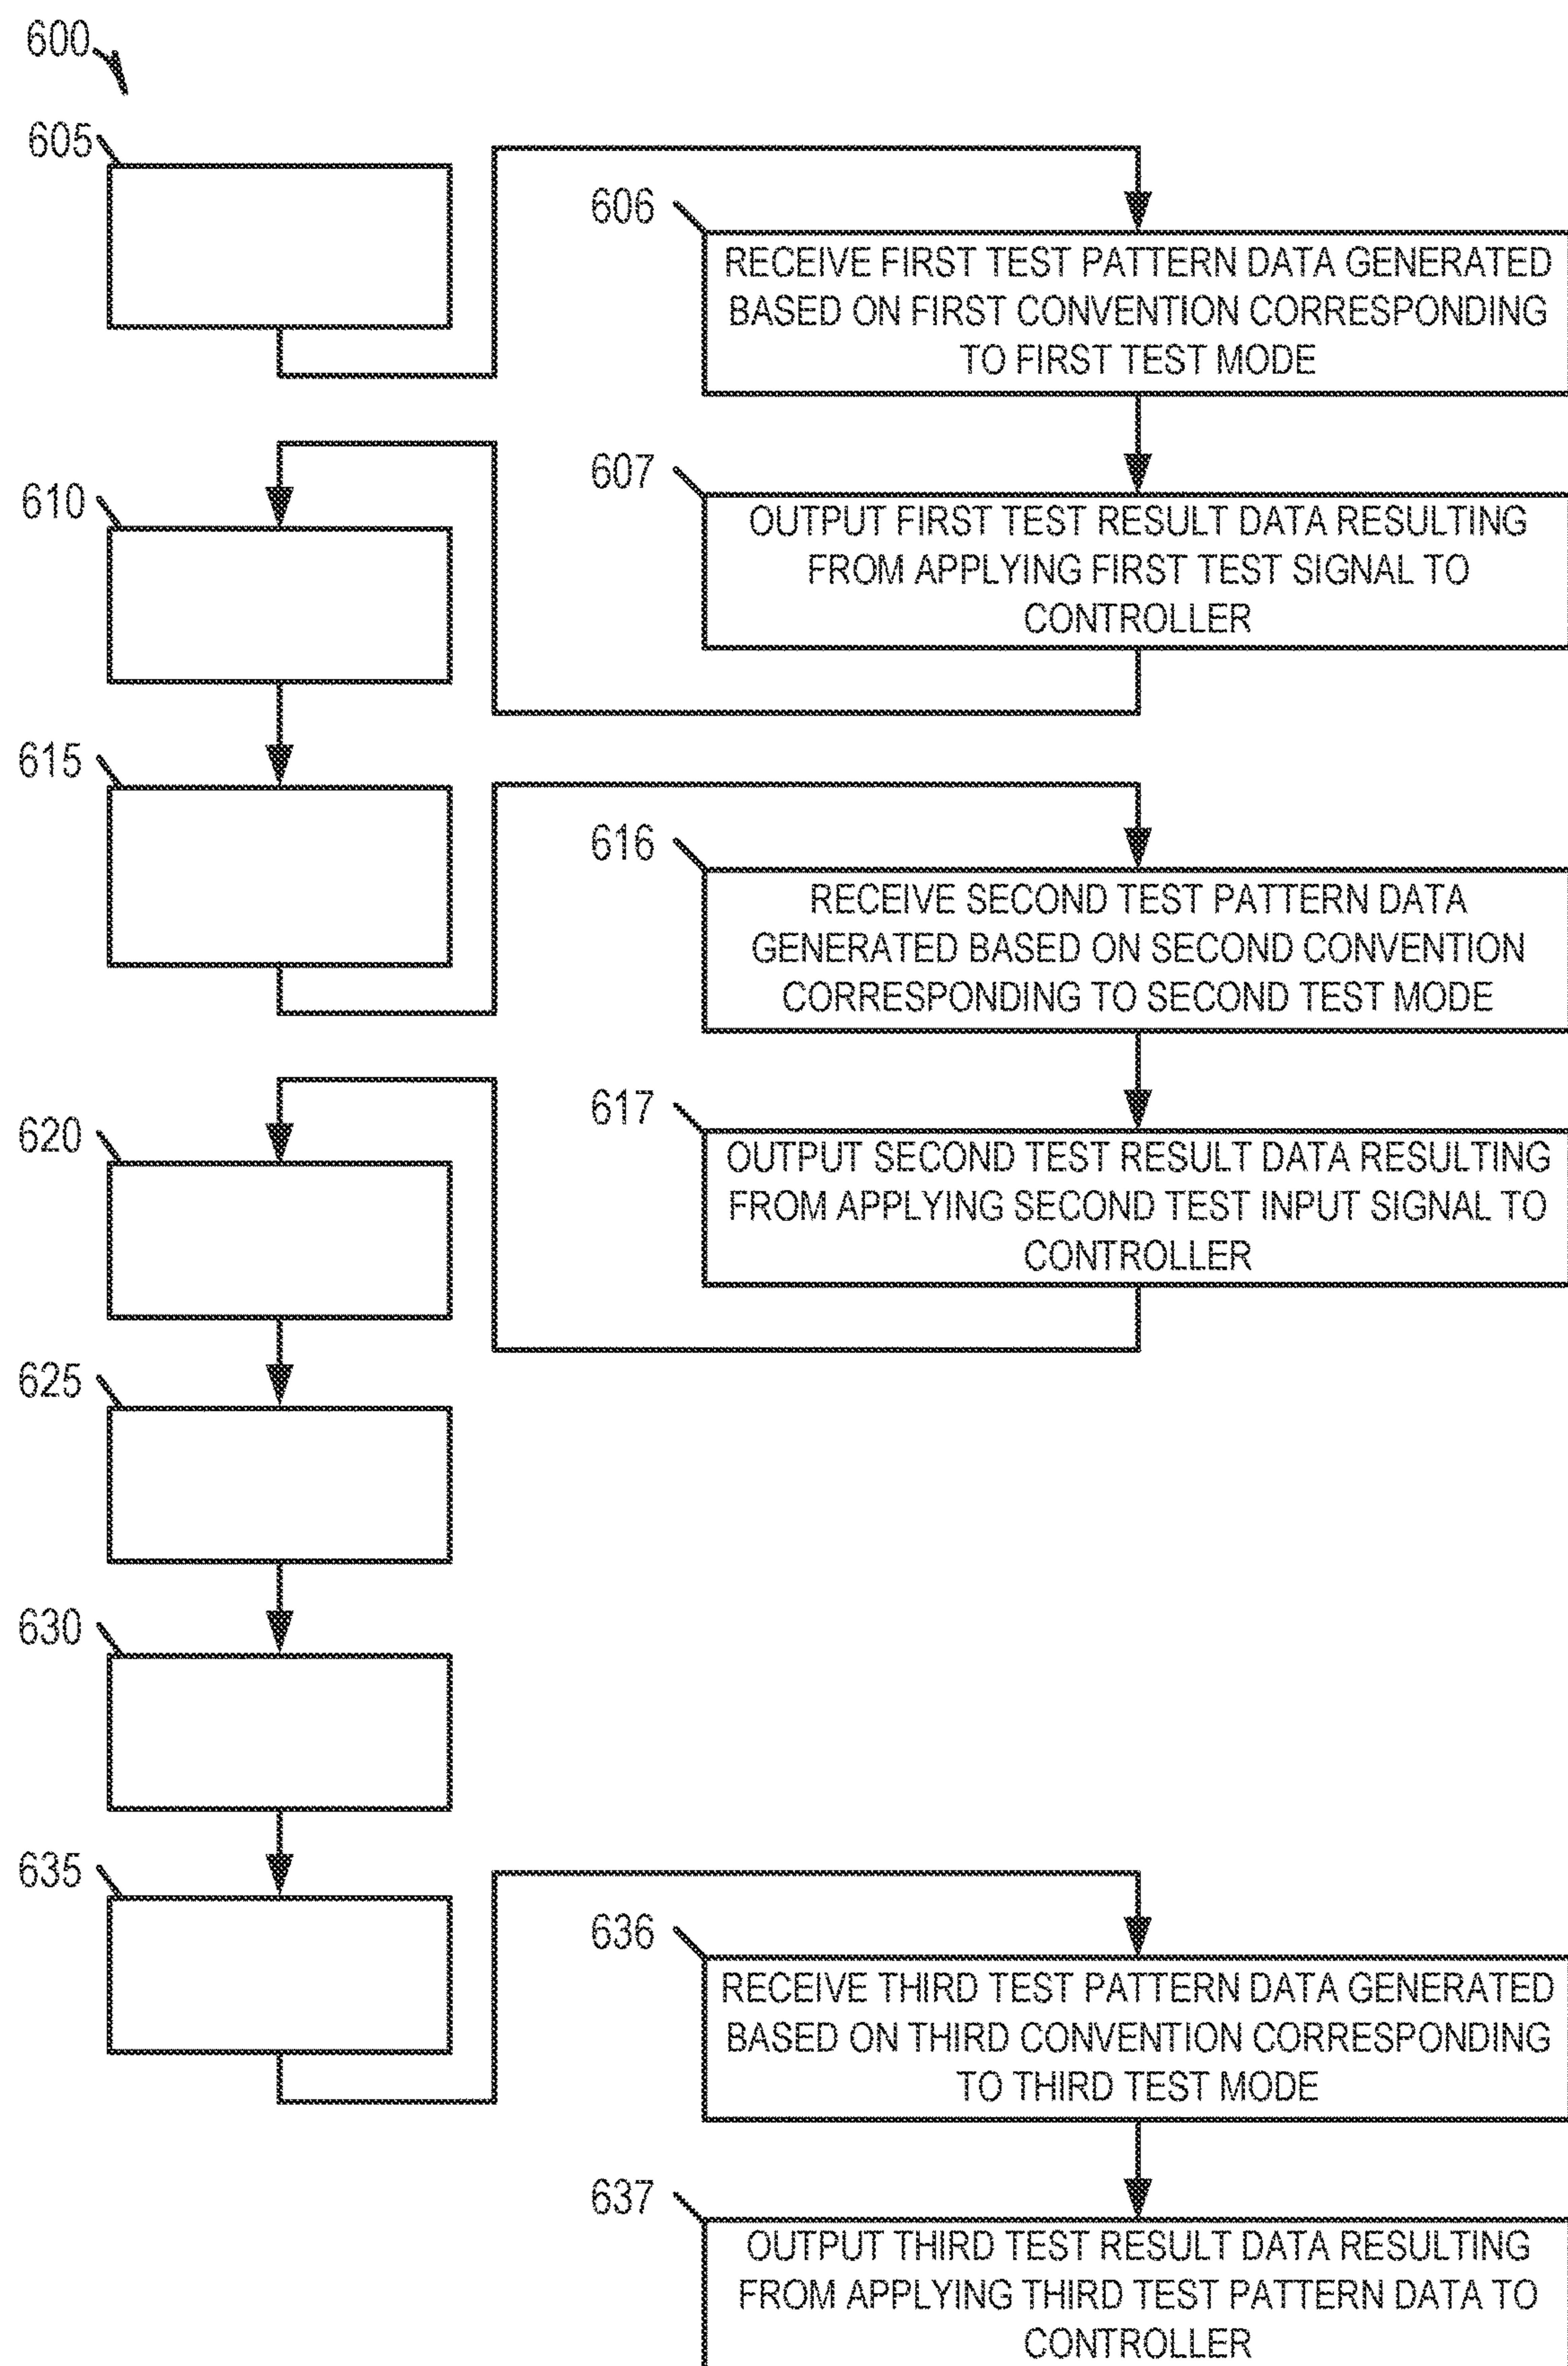 600
605
606
RECEIVE FIRST TEST PATTERN DATA GENERATED
BASED ON FIRST CONVENTION CORRESPONDING
TO FIRST TEST MODE
607
OUTPUT FIRST TEST RESULT DATA RESULTING
FROM APPLYING FIRST TEST SIGNAL TO
CONTROLLER
610
615
616
RECEIVE SECOND TEST PATTERN DATA
GENERATED BASED ON SECOND CONVENTION
CORRESPONDING TO SECOND TEST MODE
617
OUTPUT SECOND TEST RESULT DATA RESULTING
FROM APPLYING SECOND TEST INPUT SIGNAL TO
CONTROLLER
620
625
630
635
636
RECEIVE THIRD TEST PATTERN DATA GENERATED
BASED ON THIRD CONVENTION CORRESPONDING
TO THIRD TEST MODE
637
OUTPUT THIRD TEST RESULT DATA RESULTING
FROM APPLYING THIRD TEST PATTERN DATA TO
CONTROLLER